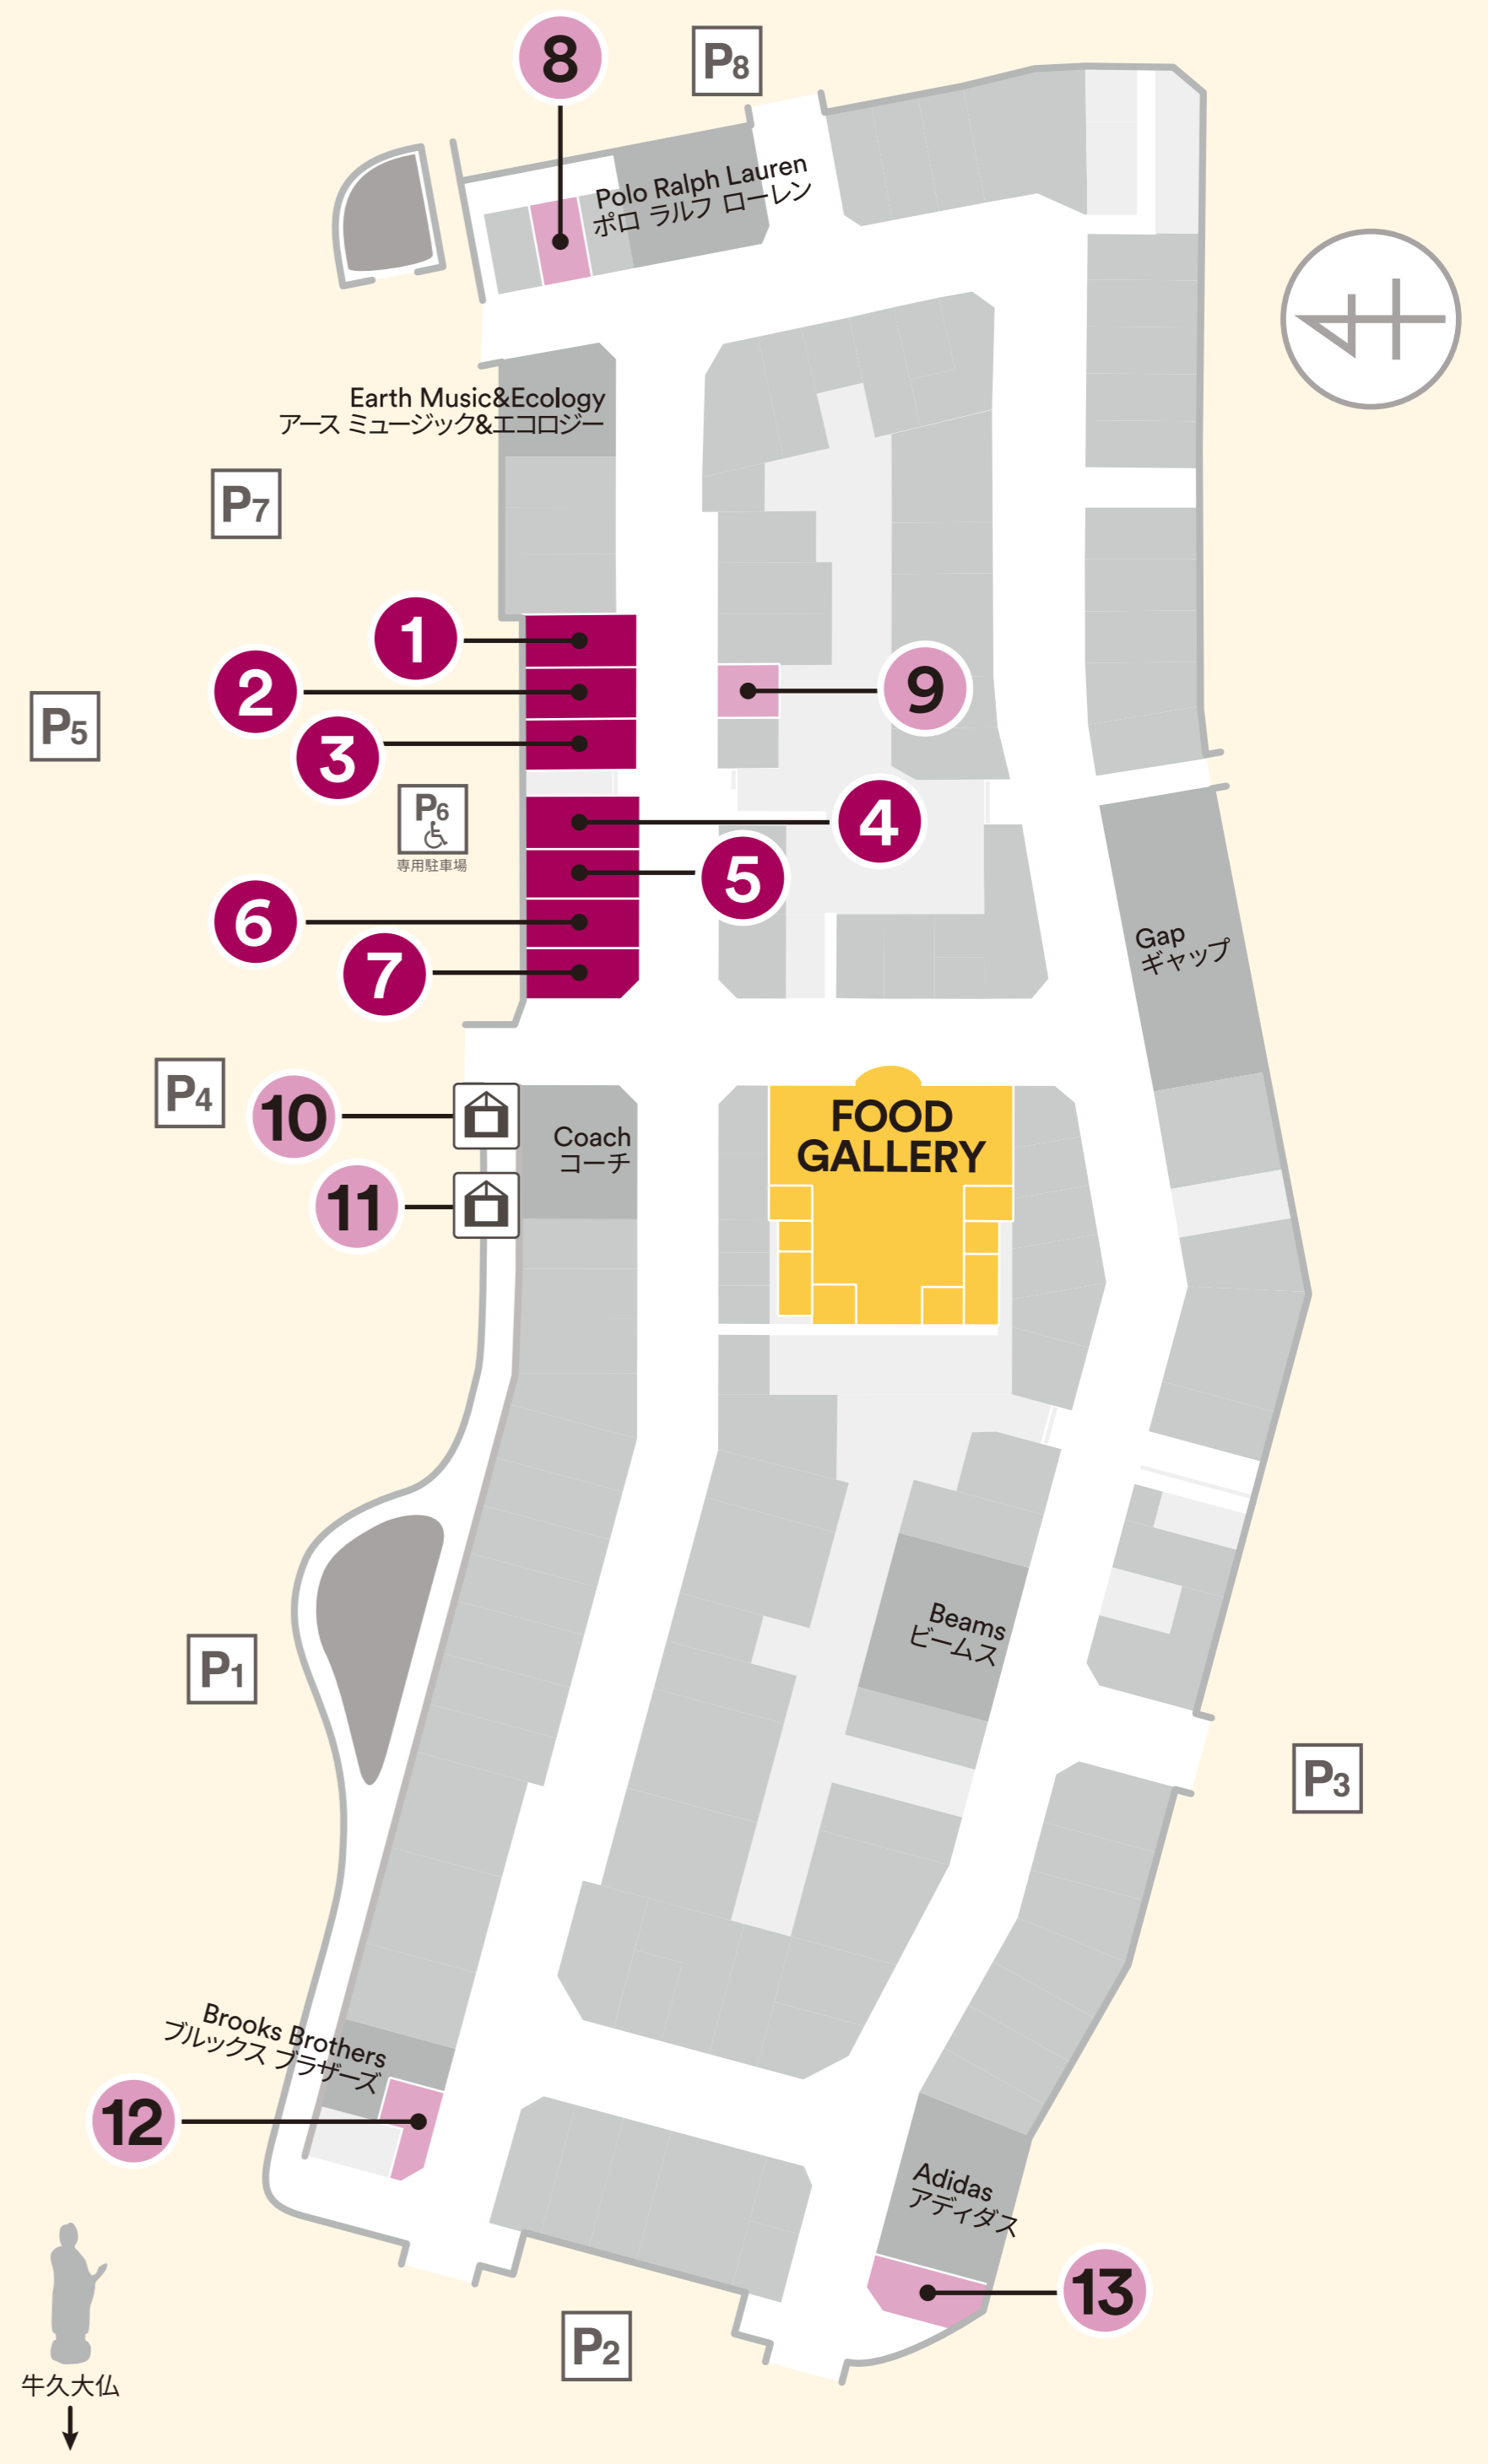 8
P8
Polo Ralph Lauren
ポロ ラルフ ローレン
Earth Music&Ecology
アース ミュージック&エコロジー
P7
1
2
9
P5
3
P6
専用駐車場
4
5
6
7
Gap
ギャップ
P4
10
FOOD
GALLERY
Coach
コーチ
11
Beams
ビームス
P1
P3
Brooks Brothers
ブルックス ブラザーズ
12
Adidas
アディダス
13
P2
牛久大仏